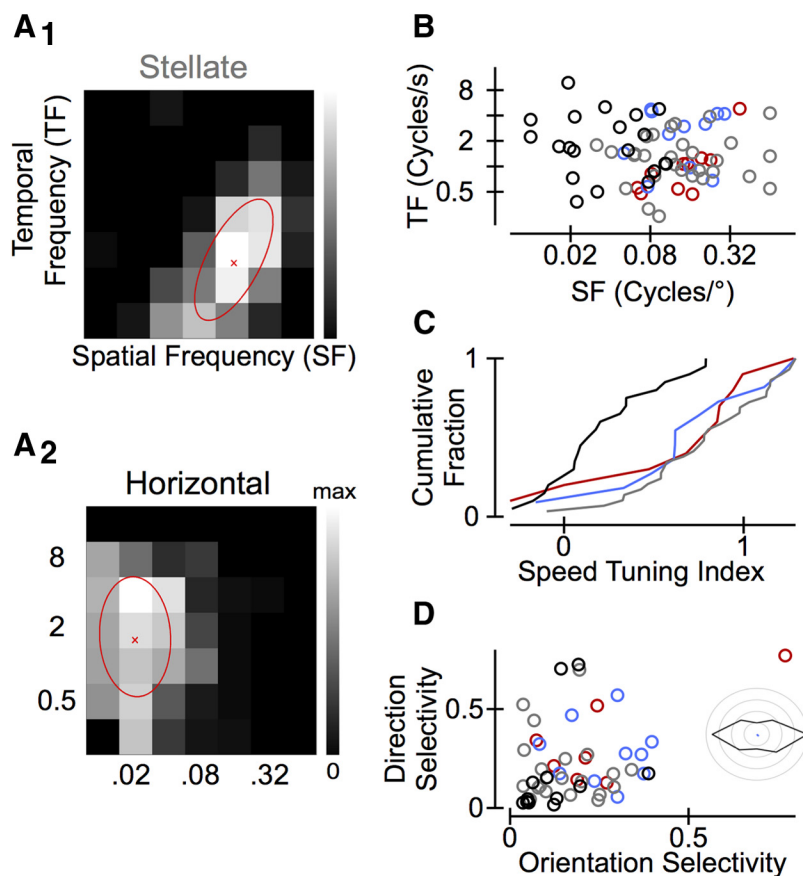 A1
Stellate
Temporal
Frequency (TF)
Spatial Frequency (SF)
A2
Horizontal
max
8
2
0.5
0
.02 .08 .32
B
TF (Cycles/s)
8
2
0.5
0.02 0.08 0.32
SF (Cycles/°)
C
Cumulative
Fraction
1
0
0 1
Speed Tuning Index
D
Direction
Selectivity
0.5
0
0 0.5
Orientation Selectivity